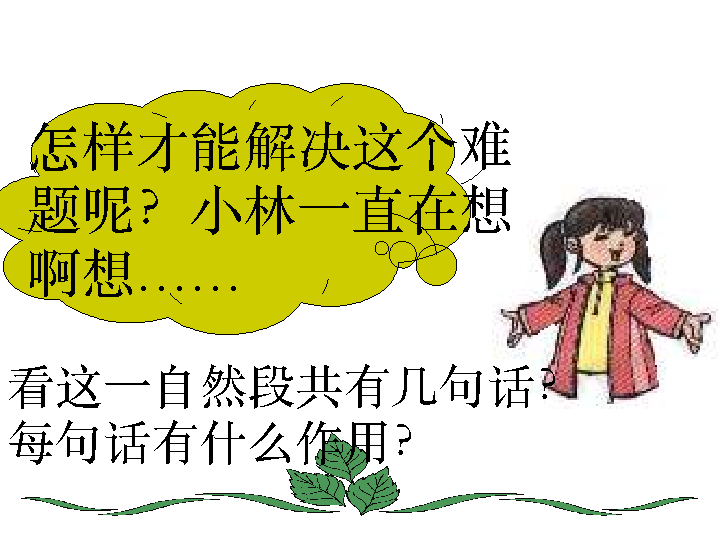 怎样才能解决这个难
题呢？小林一直在想
啊想……
看这一自然段共有几句话?
每句话有什么作用?